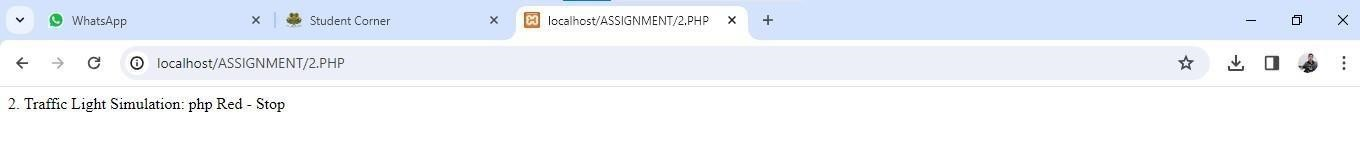 WhatsApp
Student Corner
localhost/ASSIGNMENT/2.PHP
localhost/ASSIGNMENT/2.PHP
2. Traffic Light Simulation: php Red - Stop